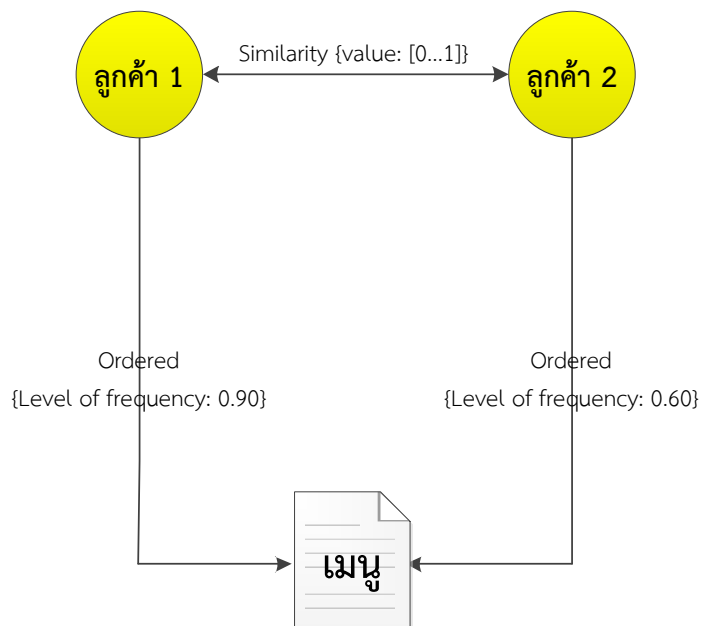 Similarity {value: [0...1]}
ลูกค้า 1
ลูกค้า 2
Ordered
{Level of frequency: 0.90}
Ordered
{Level of frequency: 0.60}
เมนู